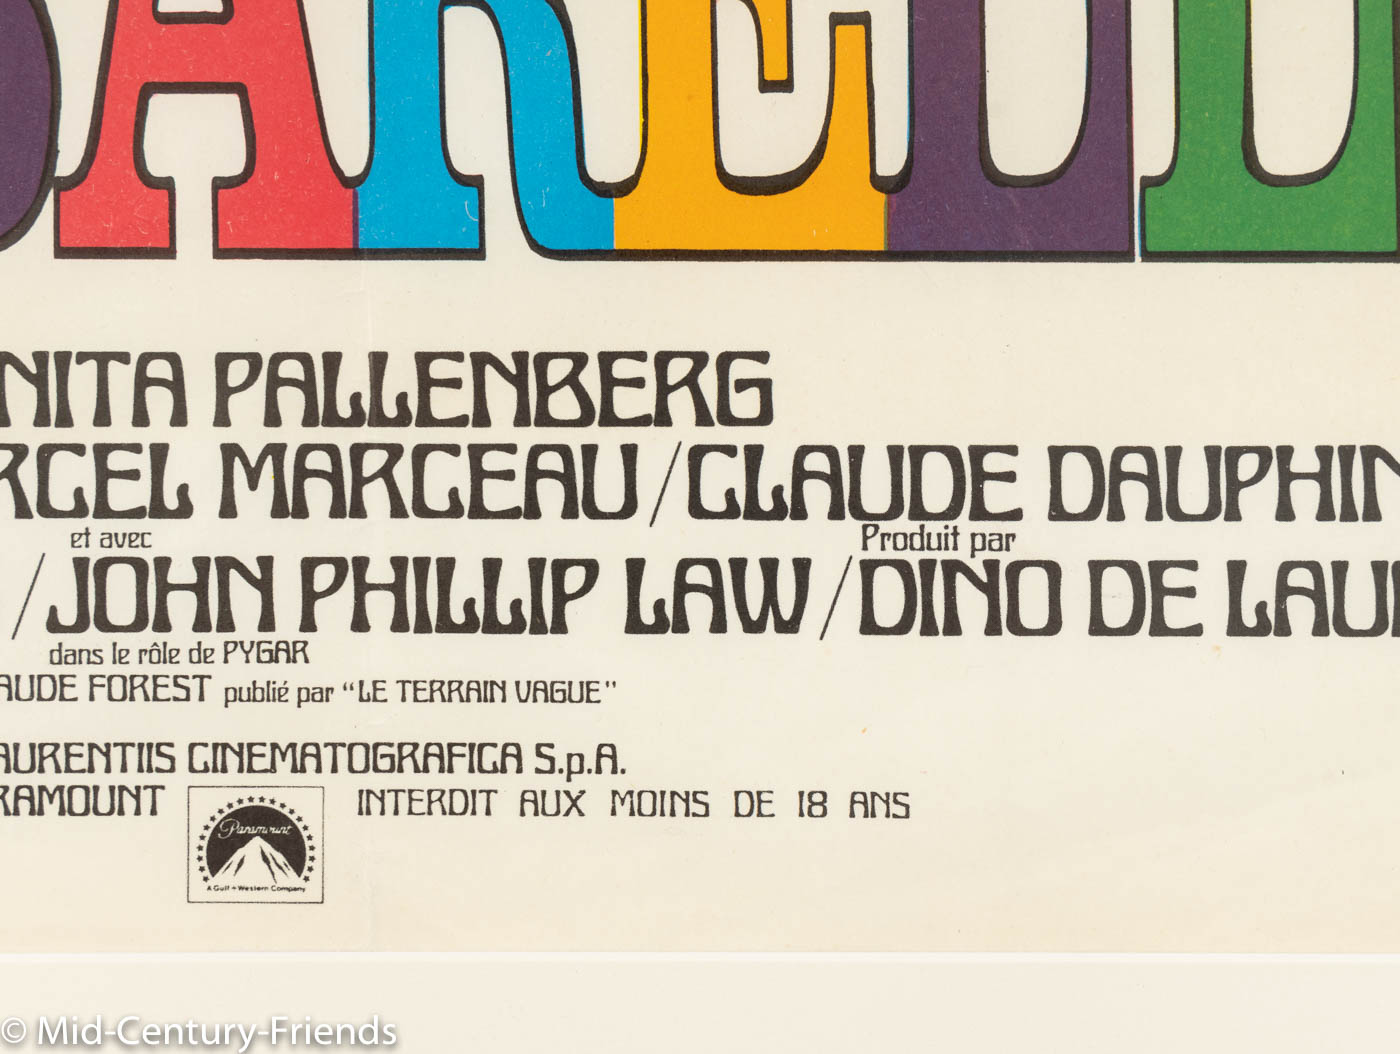 BARELL
NITA PALLENBERG
RCEL MARCEAU / CLAUDE DAUPHIN
et avec
Produit par
/ JOHN PHILLIP LAW / DINO DE LAU
dans le rôle de PYGAR
AUDE FOREST publié par “LE TERRAIN VAGUE”
AURENTIIS CINEMATOGRAFICA S.p.A.
RAMOUNT
Paramount
A Gulf + Western Company
INTERDIT AUX MOINS DE 18 ANS
© Mid-Century-Friends